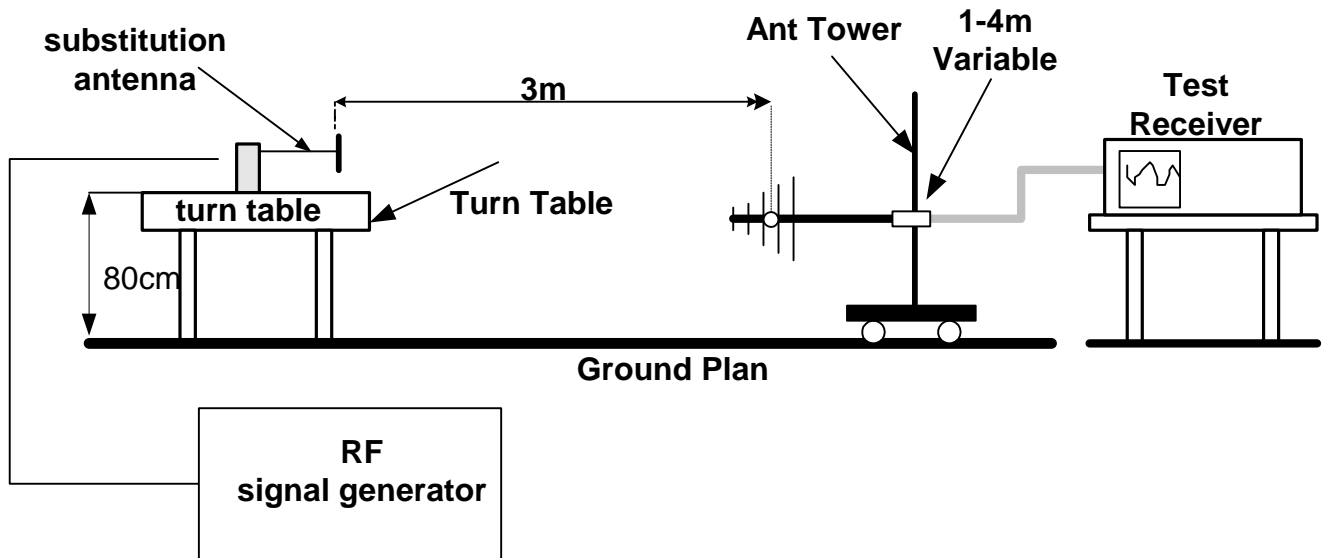 substitution
antenna
3m
Ant Tower
1-4m
Variable
Test
Receiver
turn table
Turn Table
80cm
Ground Plan
RF
signal generator